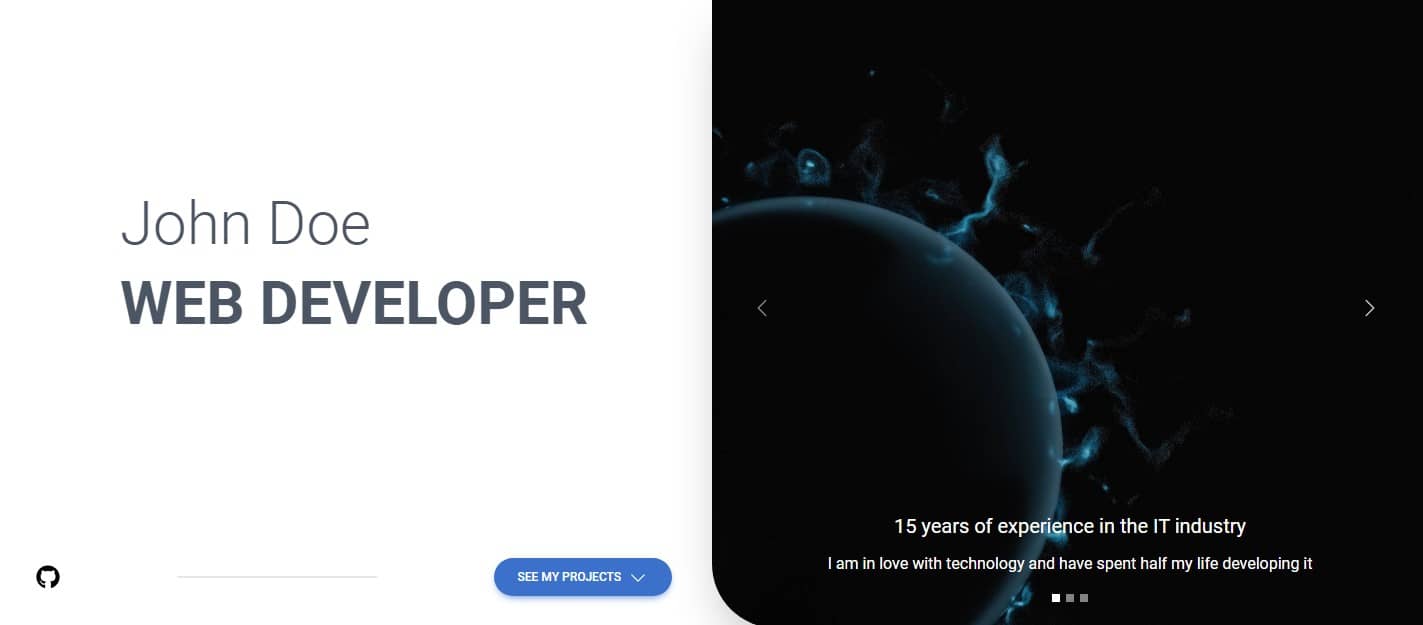 John Doe
WEB DEVELOPER
SEE MY PROJECTS
15 years of experience in the IT industry
I am in love with technology and have spent half my life developing it